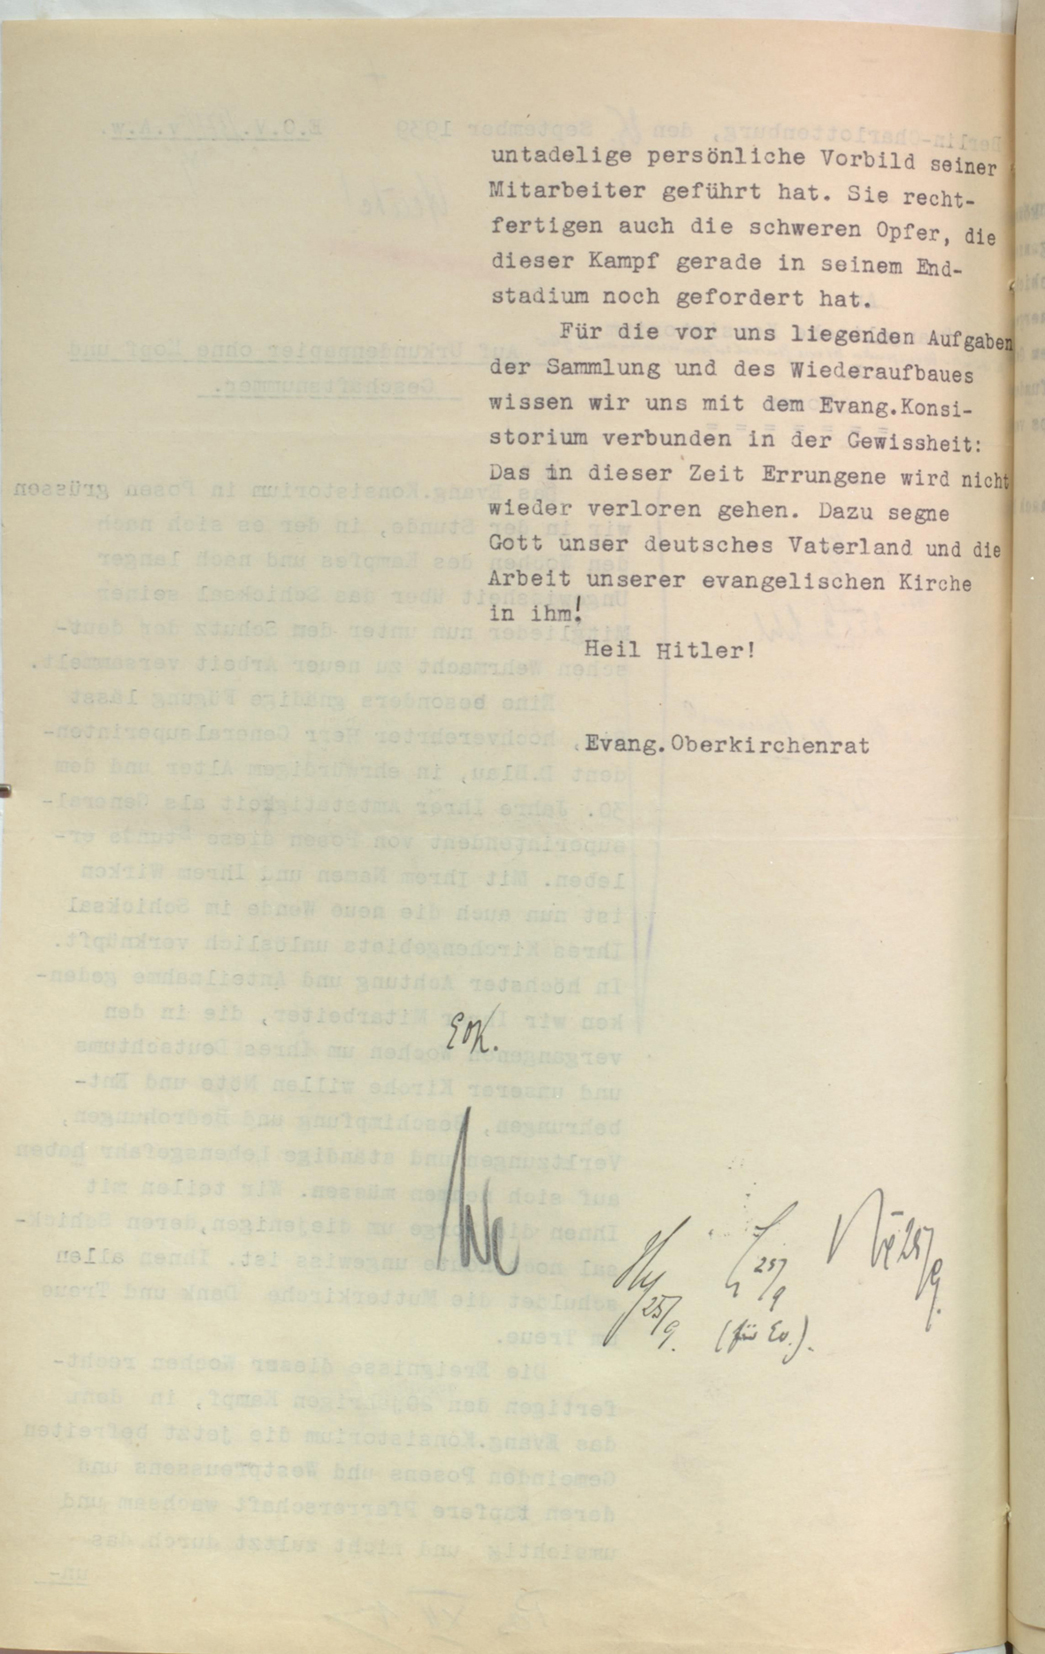 untadelige persönliche Vorbild seiner
Mitarbeiter geführt hat. Sie recht-
fertigen auch die schweren Opfer, die
dieser Kampf gerade in seinem End-
stadium noch gefordert hat.
Für die vor uns liegenden Aufgaben
der Sammlung und des Wiederaufbaues
wissen wir uns mit dem Evang.Konsi-
storium verbunden in der Gewissheit:
Das in dieser Zeit Errungene wird nicht
wieder verloren gehen. Dazu segne
Gott unser deutsches Vaterland und die
Arbeit unserer evangelischen Kirche
in ihm!
Heil Hitler!
Evang.Oberkirchenrat
EOK.
25/9.
25/9
(für Ev.).
25/9.